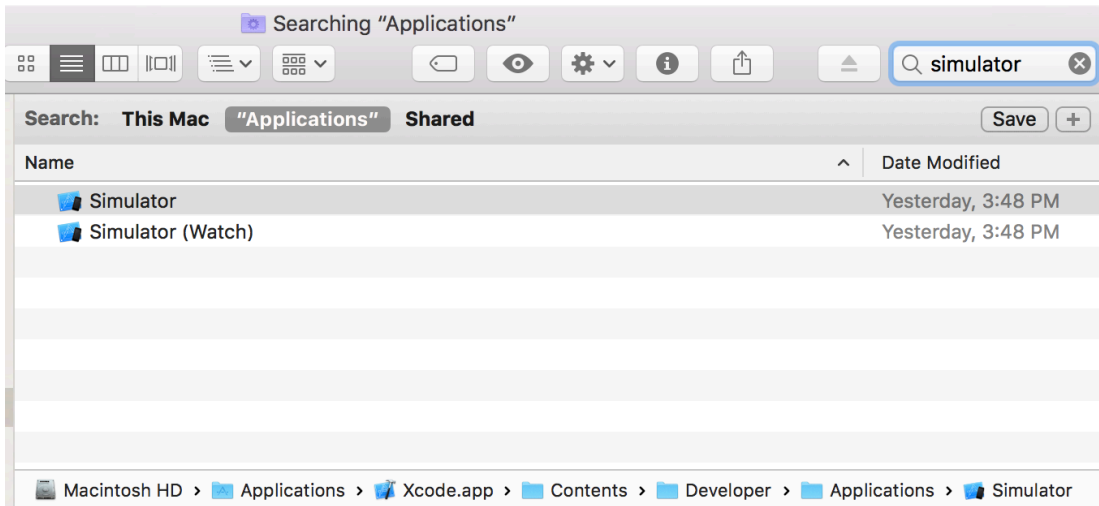 Searching “Applications”
simulator
Search: This Mac “Applications” Shared Save +
Name Date Modified
Simulator Yesterday, 3:48 PM
Simulator (Watch) Yesterday, 3:48 PM
Macintosh HD › Applications › Xcode.app › Contents › Developer › Applications › Simulator